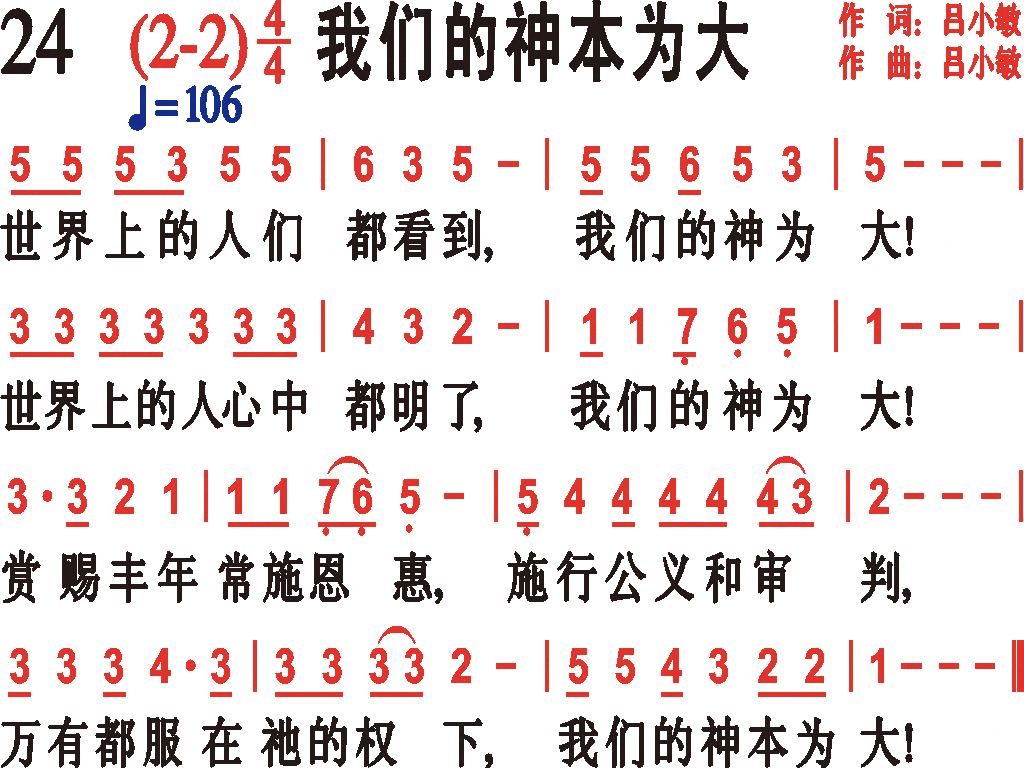 24 (2-2) 4/4 我们的神本为大 作 词：吕小敏
♩=106 作 曲：吕小敏
5 5 5 3 5 5 | 6 3 5 - | 5 5 6 5 3 | 5 - - - |
世界上的人们 都看到, 我们的神为 大!
3 3 3 3 3 3 3 | 4 3 2 - | 1 1 7 6 5 | 1 - - - |
世界上的人心中 都明了, 我们的神为 大!
3 · 3 2 1 | 1 1 7 6 5 - | 5 4 4 4 4 4 3 | 2 - - - |
赏赐丰年 常施恩 惠, 施行公义和审 判,
3 3 3 4 · 3 | 3 3 3 3 2 - | 5 5 4 3 2 2 | 1 - - - ‖
万有都服在 祂的权 下, 我们的神本为 大!